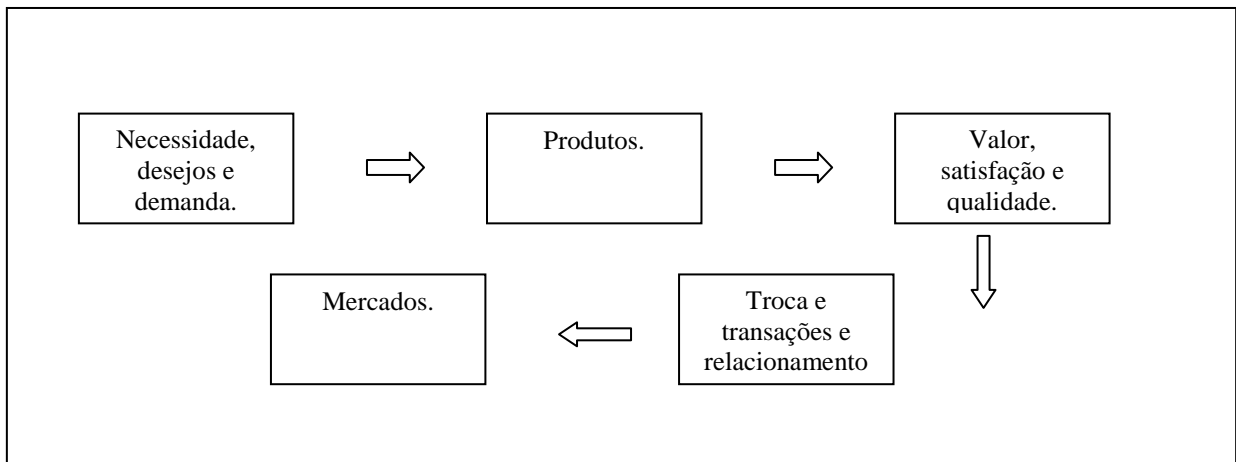 Necessidade,
desejos e
demanda.
Produtos.
Valor,
satisfação e
qualidade.
Troca e
transações e
relacionamento
Mercados.